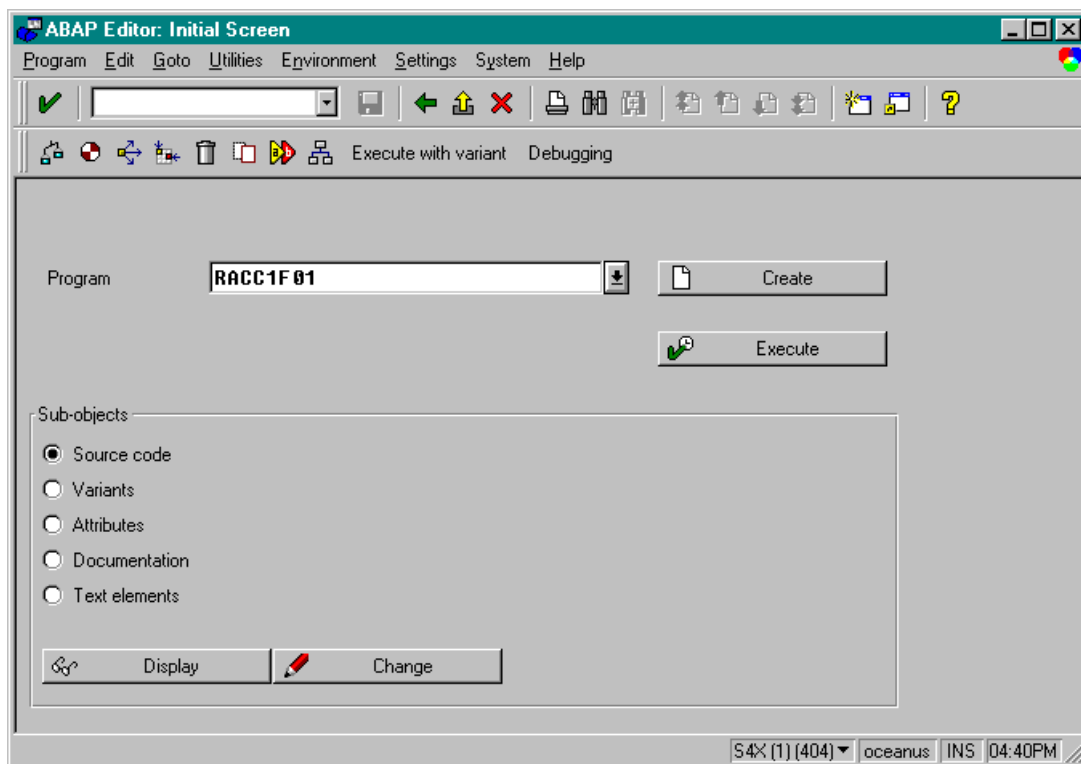 ABAP Editor: Initial Screen
Program Edit Goto Utilities Environment Settings System Help
Execute with variant Debugging
Program RACC1F01 Create
Execute
Sub-objects
Source code
Variants
Attributes
Documentation
Text elements
Display Change
S4X (1) (404) oceanus INS 04:40PM